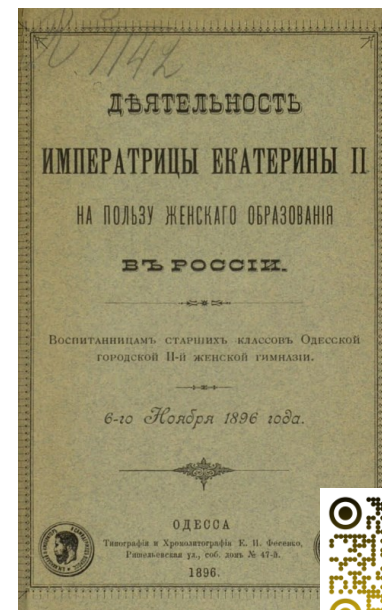 ДѢЯТЕЛЬНОСТЬ
ИМПЕРАТРИЦЫ ЕКАТЕРИНЫ II
НА ПОЛЬЗУ ЖЕНСКАГО ОБРАЗОВАНІЯ
ВЪ РОССІИ.
Воспитанницамъ старшихъ классовъ Одесской
городской II-й женской гимназіи.
6-го Ноября 1896 года.
ОДЕССА
Типографія и Хромолитографія Е. И. Фесенко,
Ришельевская ул., соб. домъ № 47-й.
1896.